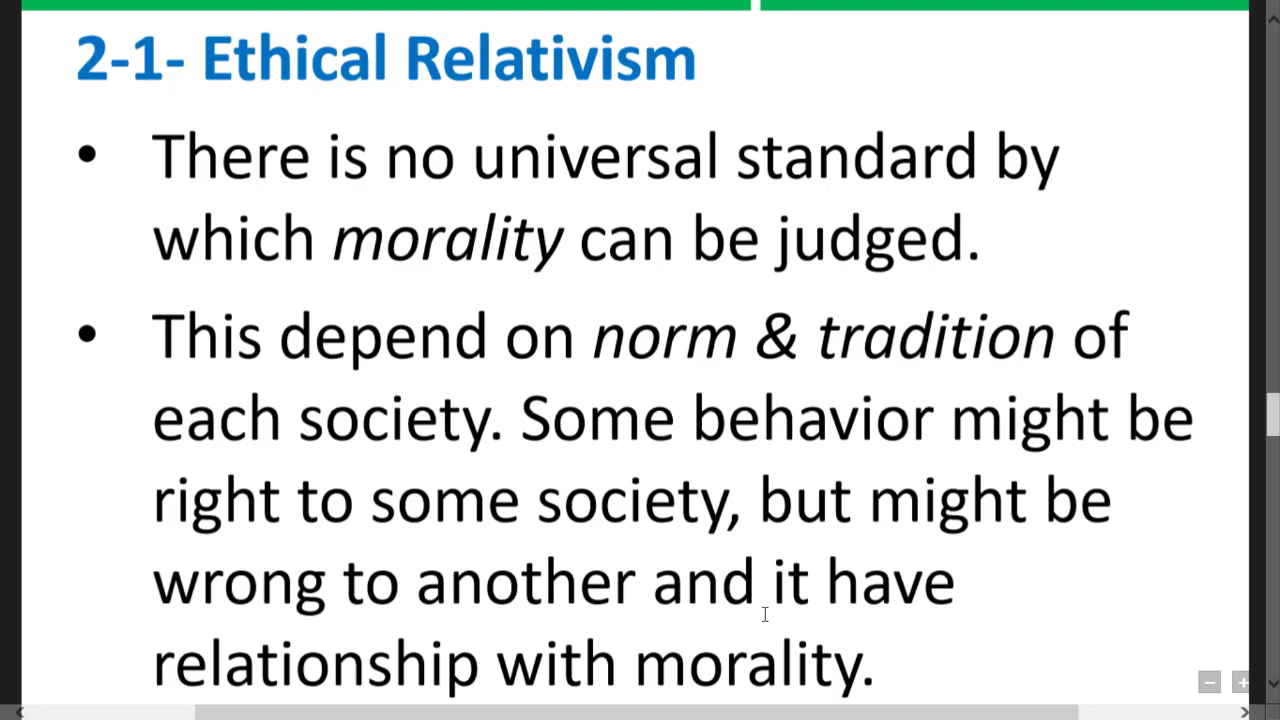 2-1- Ethical Relativism
• There is no universal standard by
which morality can be judged.
• This depend on norm & tradition of
each society. Some behavior might be
right to some society, but might be
wrong to another and it have
relationship with morality.